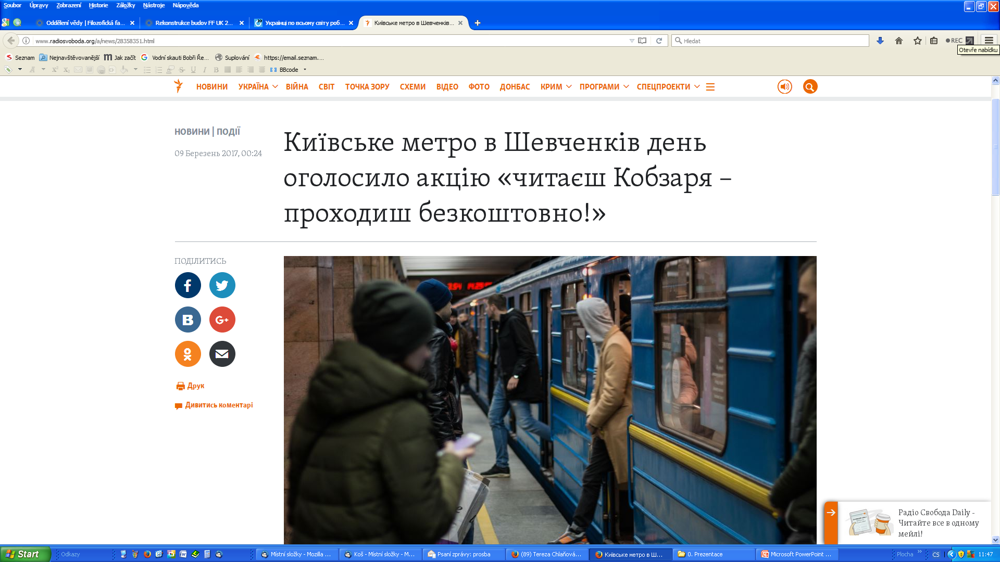 Soubor Úpravy Zobrazení Historie Záložky Nástroje Nápověda
Oddělení vědy | Filozofická fa... Rekonstrukce budov FF UK 2... Українці по всьому світу роб... Київське метро в Шевченків...
www.radiosvoboda.org/a/news/28358351.html Hledat REC
Otevře nabídku
Seznam Nejnavštěvovanější Jak začít Vodní skauti Bobři Ře... Suplování https://email.seznam....
BBcode
НОВИНИ УКРАЇНА ВІЙНА СВІТ ТОЧКА ЗОРУ СХЕМИ ВІДЕО ФОТО ДОНБАС КРИМ ПРОГРАМИ СПЕЦПРОЕКТИ
НОВИНИ | ПОДІЇ
09 Березень 2017, 00:24
Київське метро в Шевченків день
оголосило акцію «читаєш Кобзаря –
проходиш безкоштовно!»
ПОДІЛИТИСЬ
Друк
Дивитись коментарі
Радіо Свобода Daily -
Читайте все в одному
мейлі!
Start Odkazy Místní složky - Mozilla ... Koš - Místní složky - M... Psaní zprávy: prosba (89) Tereza Chlaňová... Київське метро в Ш... 0. Prezentace Microsoft PowerPoint ... Plocha CS 11:47